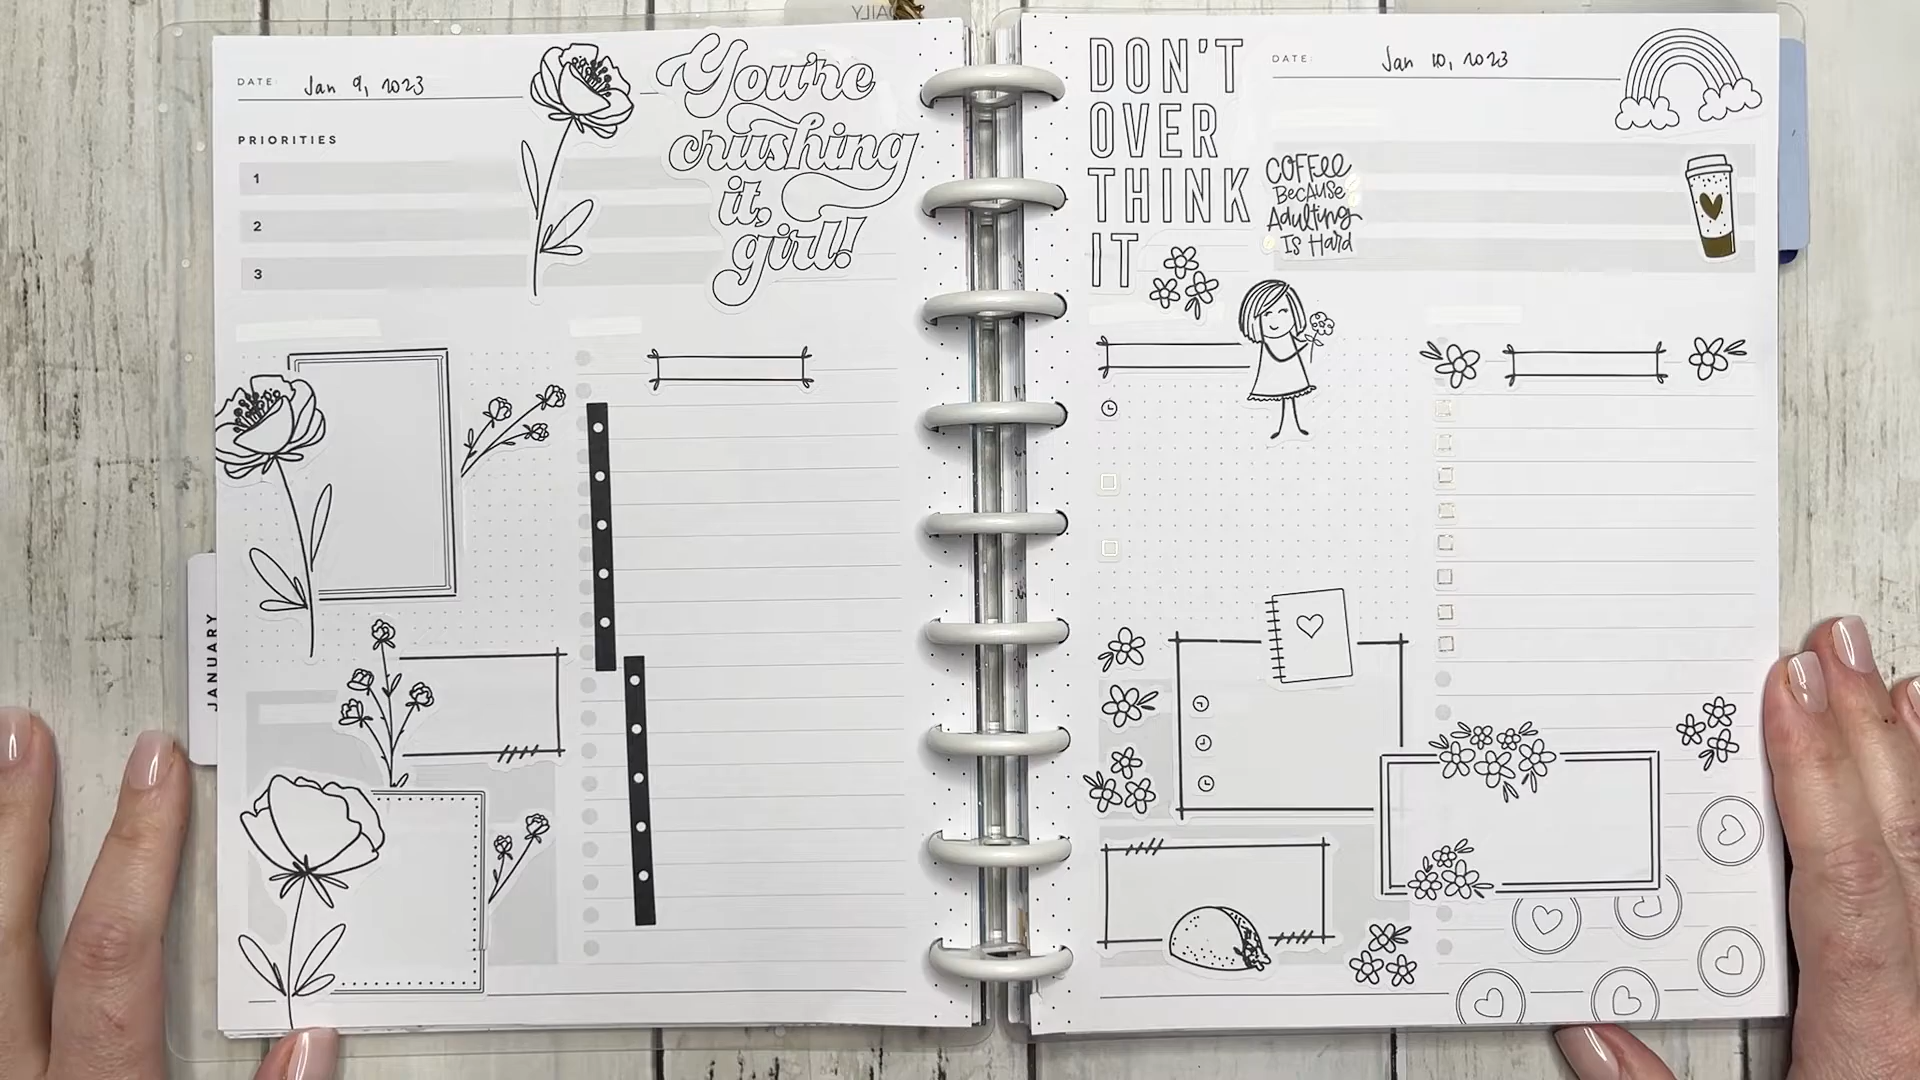 DAILY
DATE: Jan 9, 2023
PRIORITIES
1
2
3
You're
crushing
it,
girl!
JANUARY
DON'T
OVER
THINK
IT
DATE: Jan 10, 2023
COFFEE
Because
Adulting
Is Hard